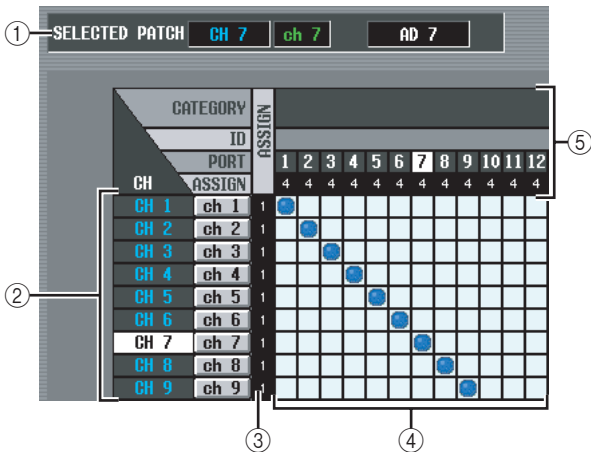 ① SELECTED PATCH CH 7 ch 7 AD 7
CATEGORY
ID
PORT 1 2 3 4 5 6 7 8 9 10 11 12
CH ASSIGN ASSIGN 4 4 4 4 4 4 4 4 4 4 4 4
⑤
CH 1 ch 1 1
CH 2 ch 2 1
CH 3 ch 3 1
CH 4 ch 4 1
② CH 5 ch 5 1
CH 6 ch 6 1
CH 7 ch 7 1
CH 8 ch 8 1
CH 9 ch 9 1
③ ④